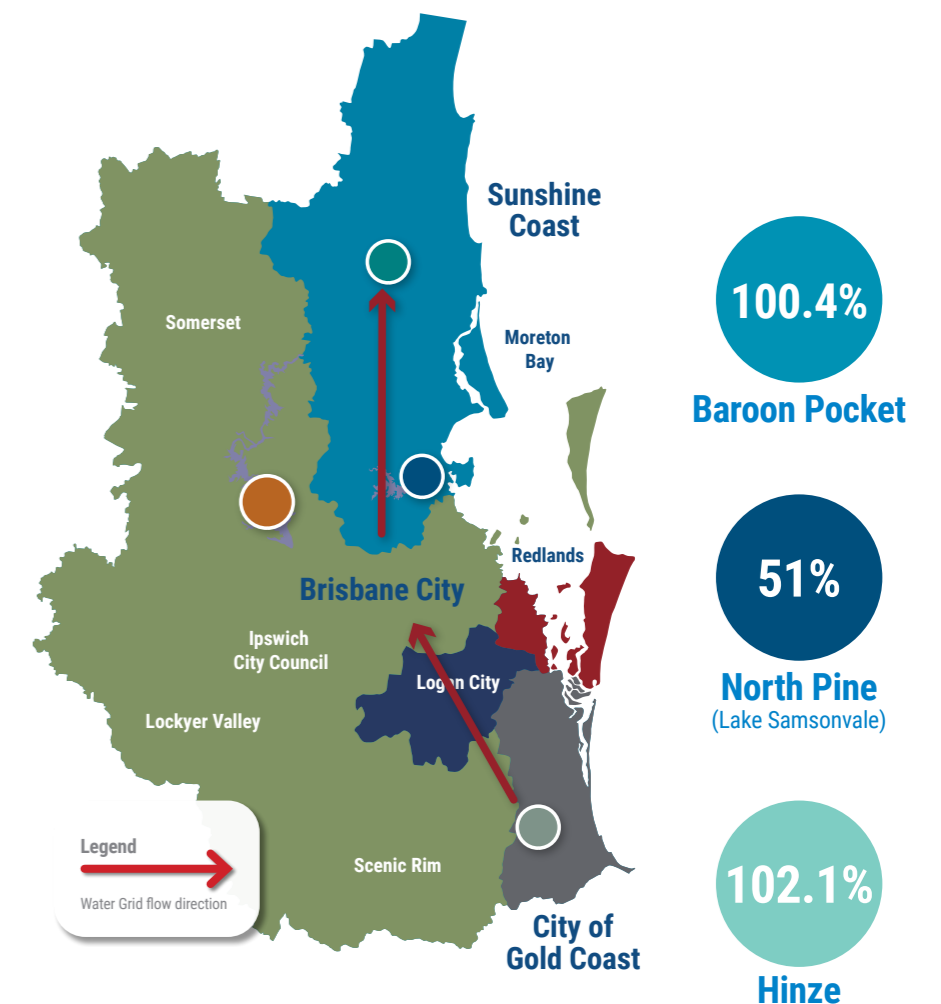 Sunshine
Coast
Somerset
Moreton
Bay
100.4%
Baroon Pocket
Redlands
Brisbane City
51%
North Pine
(Lake Samsonvale)
Ipswich
City Council
Logan City
Lockyer Valley
Legend
Water Grid flow direction
Scenic Rim
City of
Gold Coast
102.1%
Hinze